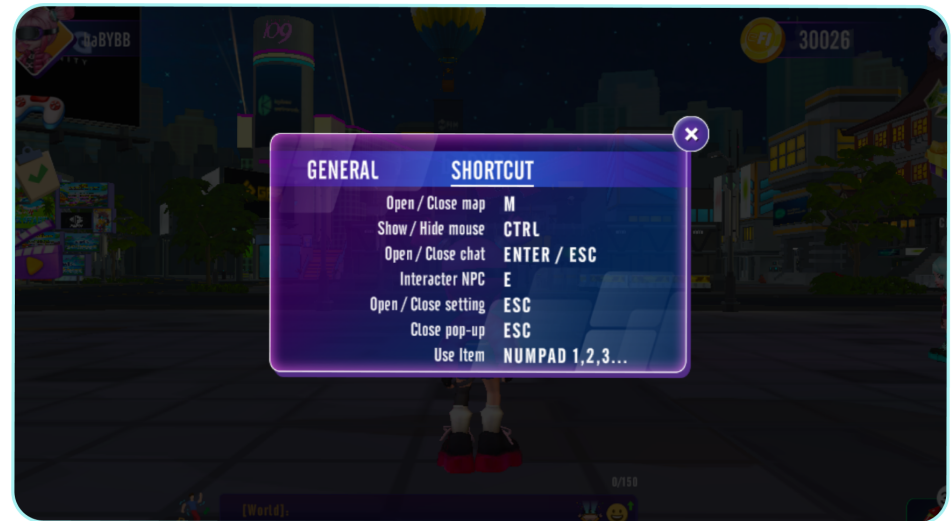 109
30026
GENERAL SHORTCUT
Open / Close map M
Show / Hide mouse CTRL
Open / Close chat ENTER / ESC
Interacter NPC E
Open / Close setting ESC
Close pop-up ESC
Use Item NUMPAD 1,2,3...
0/150
[World]: